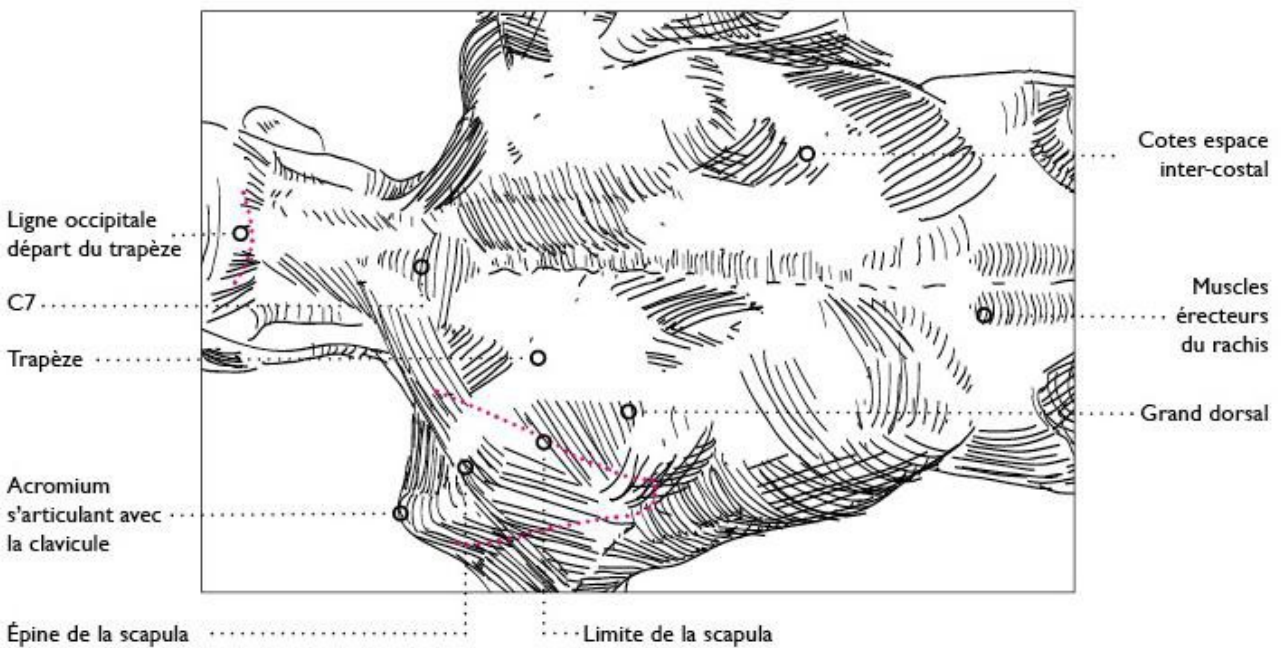 Cotes espace
inter-costal
Ligne occipitale
départ du trapèze
C7
Muscles
érecteurs
du rachis
Trapèze
Grand dorsal
Acromium
s'articulant avec
la clavicule
Épine de la scapula
Limite de la scapula